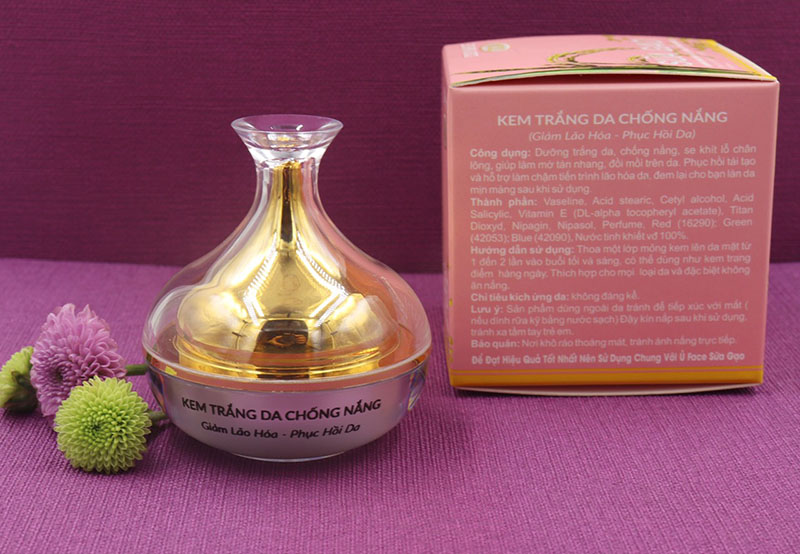 KEM TRẮNG DA CHỐNG NẮNG
(Giảm Lão Hóa - Phục Hồi Da)
Công dụng: Dưỡng trắng da, chống nắng, se khít lỗ chân
lông, giúp làm mờ tàn nhang, đồi mồi trên da. Phục hồi tái tạo
và hỗ trợ làm chậm tiến trình lão hóa da, đem lại cho bạn làn da
mịn màng sau khi sử dụng
Thành phần: Vaseline, Acid stearic, Cetyl alcohol, Acid
Salicylic, Vitamin E (DL-alpha tocopheryl acetate), Titan
Dioxyd, Nipagin, Nipasol, Perfume, Red (16290); Green
(42053); Blue (42090), Nước tinh khiết vđ 100%.
Hướng dẫn sử dụng: Thoa một lớp mỏng kem lên da mặt từ
1 đến 2 lần vào buổi tối và sáng, có thể dùng như kem trang
điểm hàng ngày. Thích hợp cho mọi loại da và đặc biệt không
ăn nắng.
Chỉ tiêu kích ứng da: không đáng kể.
Lưu ý: Sản phẩm dùng ngoài da tránh để tiếp xúc với mắt (
nếu dính rửa kỹ bằng nước sạch) Đậy kín nắp sau khi sử dụng,
tránh xa tầm tay trẻ em.
Bảo quản: Nơi khô ráo thoáng mát, tránh ánh nắng trực tiếp.
Để Đạt Hiệu Quả Tốt Nhất Nên Sử Dụng Chung Với Ủ Face Sữa Gạo
KEM TRẮNG DA CHỐNG NẮNG
Giảm Lão Hóa - Phục Hồi Da